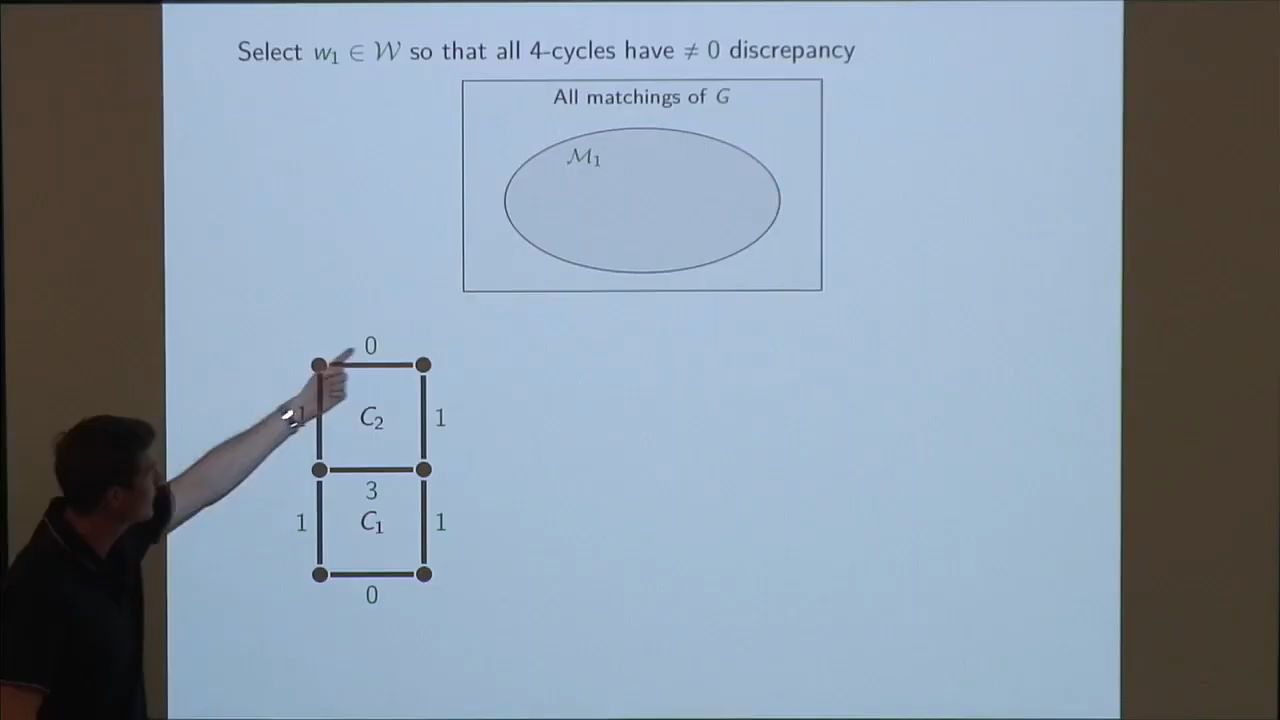 Select w₁ ∈ 𝒲 so that all 4-cycles have ≠ 0 discrepancy
All matchings of G
ℳ₁
0
1 C₂ 1
3
1 C₁ 1
0